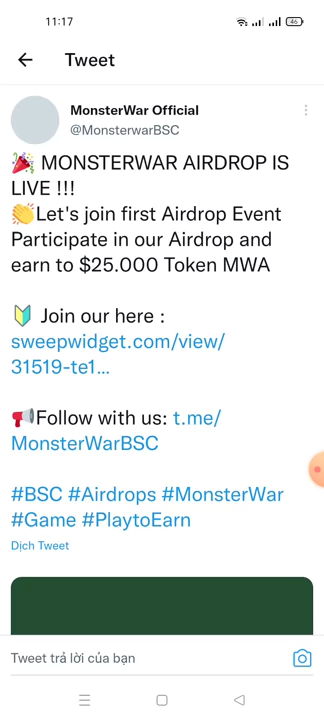 11:17
46
Tweet
MonsterWar Official
@MonsterwarBSC
🎉 MONSTERWAR AIRDROP IS
LIVE !!!
👏Let's join first Airdrop Event
Participate in our Airdrop and
earn to $25.000 Token MWA
🔰 Join our here :
sweepwidget.com/view/
31519-te1...
📢Follow with us: t.me/
MonsterWarBSC
#BSC #Airdrops #MonsterWar
#Game #PlaytoEarn
Dịch Tweet
Tweet trả lời của bạn